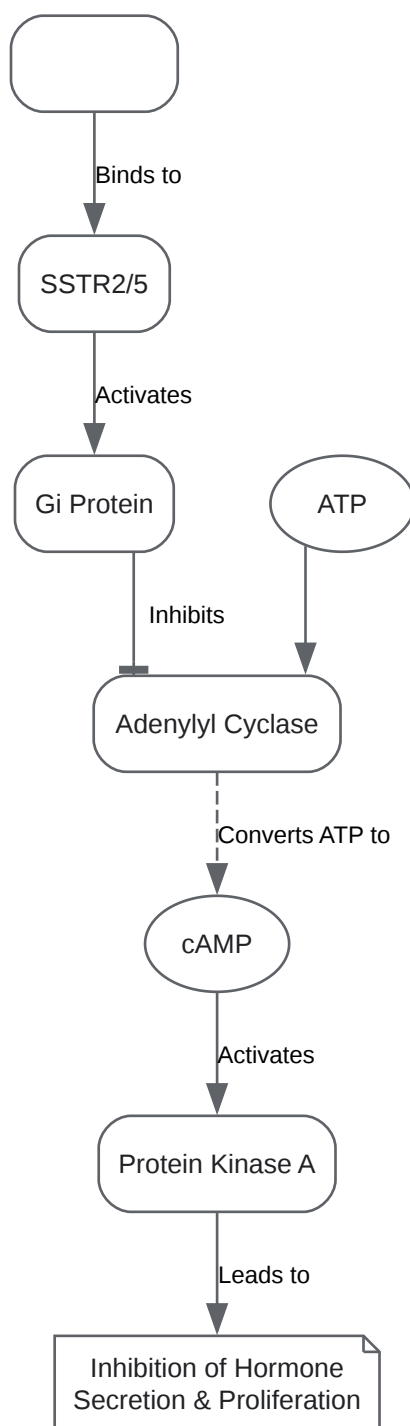 Binds to
SSTR2/5
Activates
Gi Protein
ATP
Inhibits
Adenylyl Cyclase
Converts ATP to
cAMP
Activates
Protein Kinase A
Leads to
Inhibition of Hormone
Secretion & Proliferation